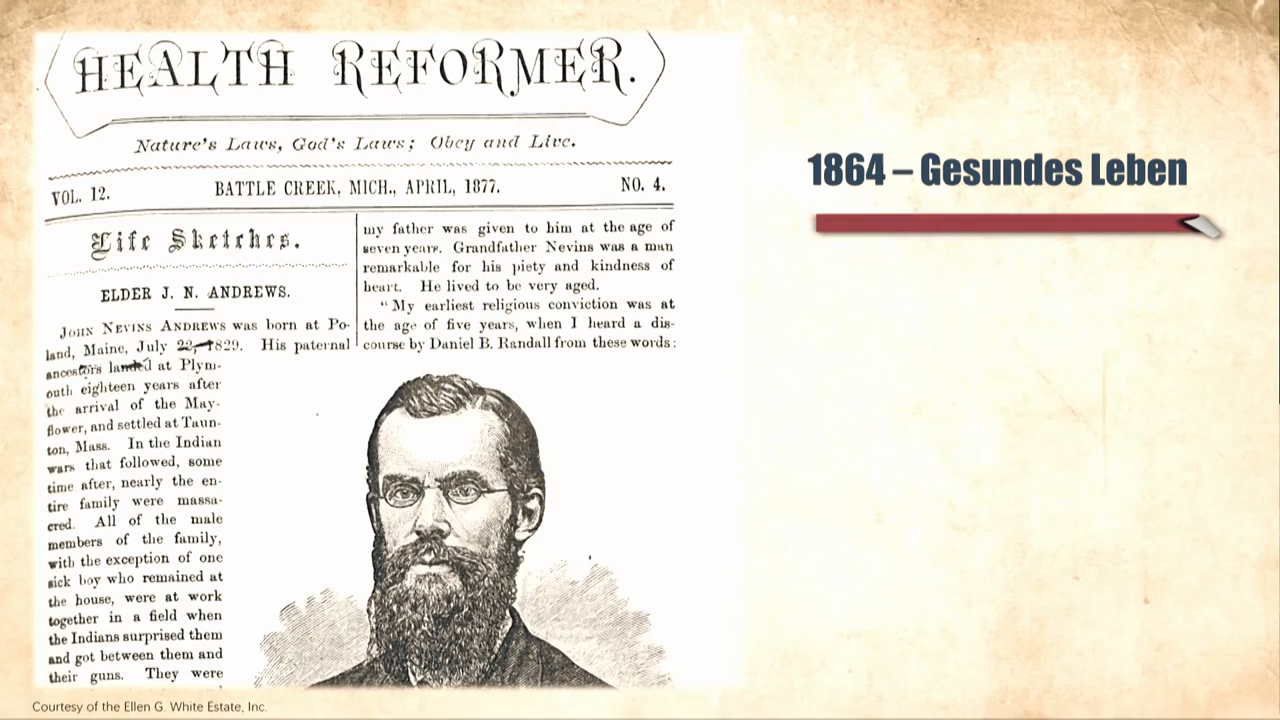 HEALTH REFORMER.
Nature's Laws, God's Laws; Obey and Live.
VOL. 12. BATTLE CREEK, MICH., APRIL, 1877. NO. 4.
Life Sketches.
ELDER J. N. ANDREWS.
JOHN NEVINS ANDREWS was born at Po-
land, Maine, July 22, 1829. His paternal
ancestors landed at Plym-
outh eighteen years after
the arrival of the May-
flower, and settled at Taun-
ton, Mass. In the Indian
wars that followed, some
time after, nearly the en-
tire family were massa-
cred. All of the male
members of the family,
with the exception of one
sick boy who remained at
the house, were at work
together in a field when
the Indians surprised them
and got between them and
their guns. They were
my father was given to him at the age of
seven years. Grandfather Nevins was a man
remarkable for his piety and kindness of
heart. He lived to be very aged.
"My earliest religious conviction was at
the age of five years, when I heard a dis-
course by Daniel B. Randall from these words:
1864 – Gesundes Leben
Courtesy of the Ellen G. White Estate, Inc.